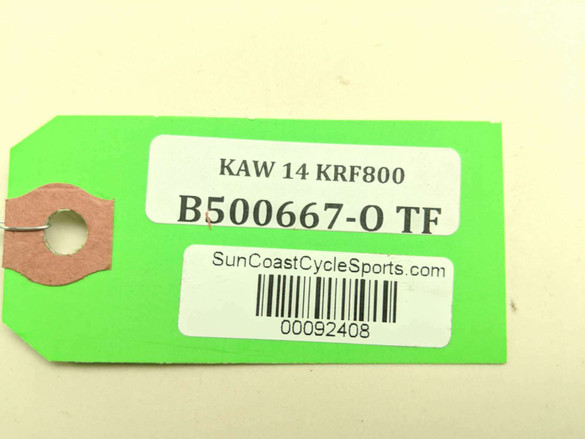 KAW 14 KRF800
B500667-O TF
SunCoastCycleSports.com
00092408